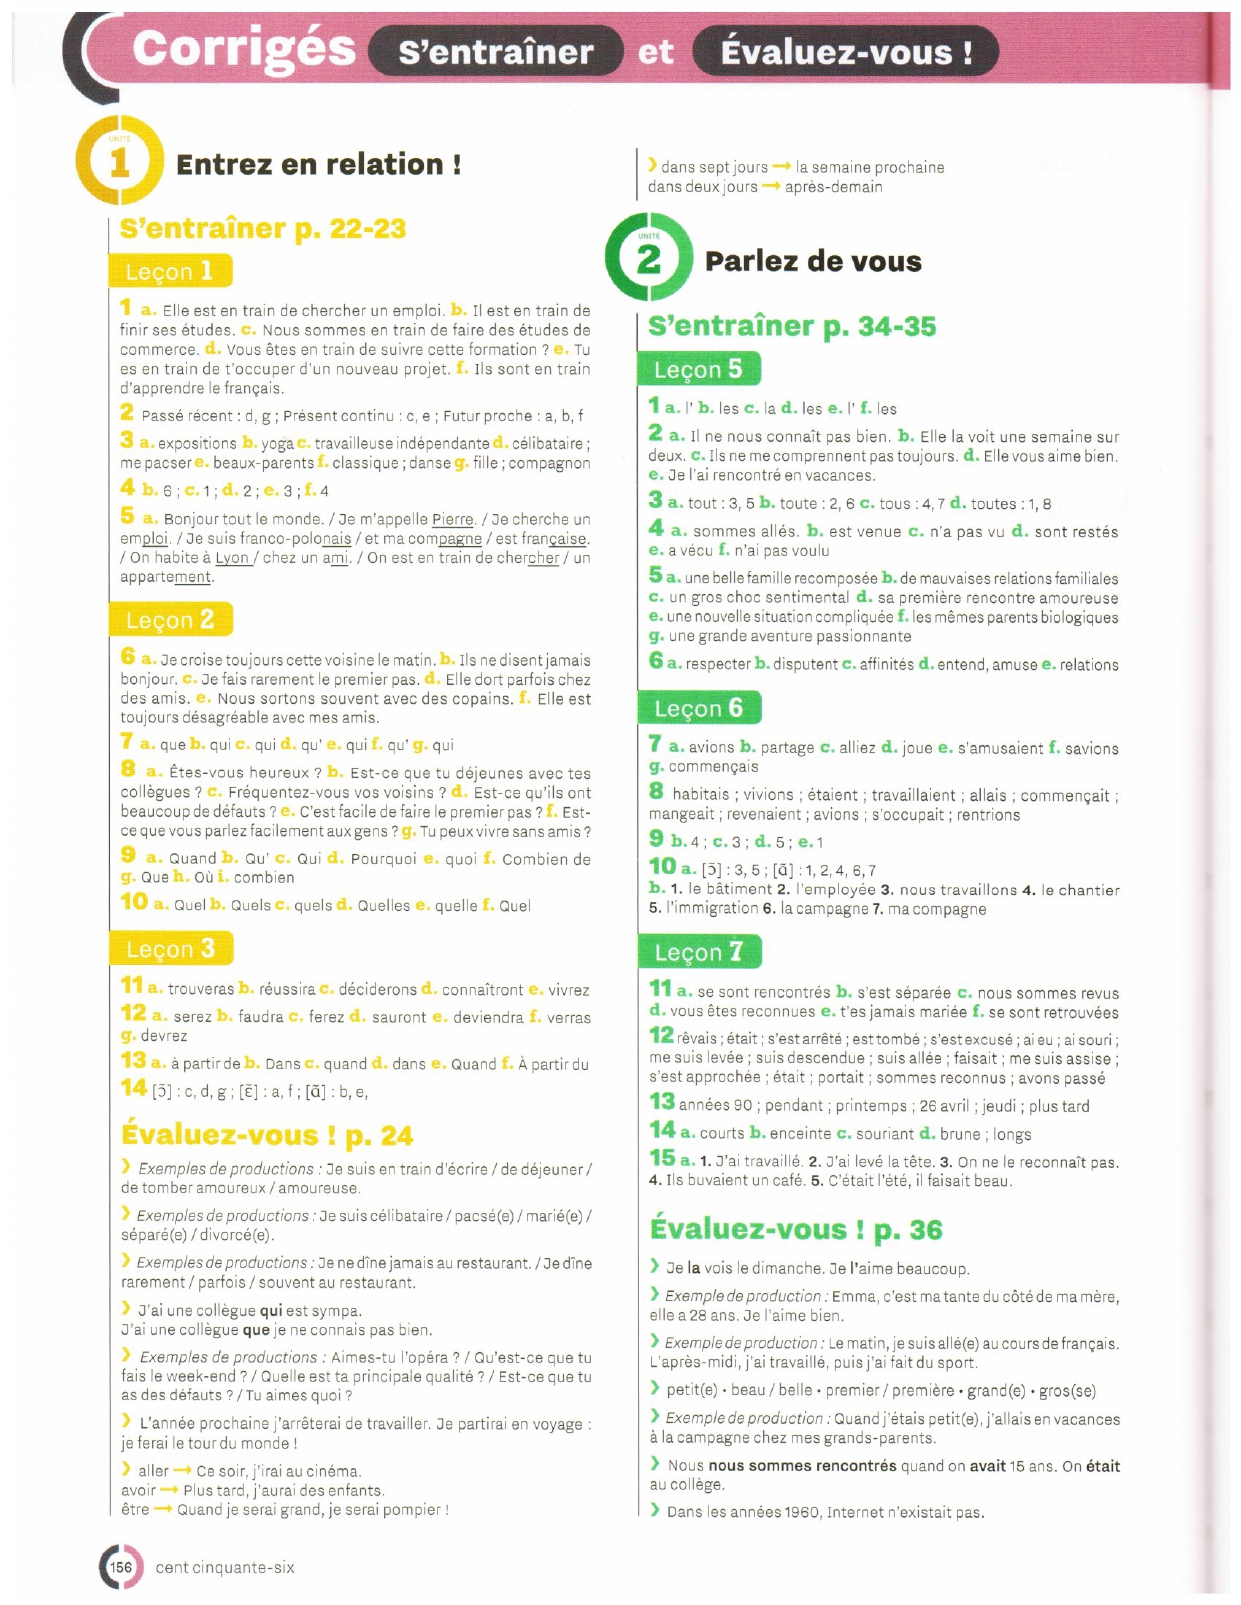 Corrigés S'entraîner et Évaluez-vous !
UNITÉ
1 Entrez en relation !
S'entraîner p. 22-23
Leçon 1
1 a. Elle est en train de chercher un emploi. b. Il est en train de
finir ses études. c. Nous sommes en train de faire des études de
commerce. d. Vous êtes en train de suivre cette formation ? e. Tu
es en train de t'occuper d'un nouveau projet. f. Ils sont en train
d'apprendre le français.
2 Passé récent : d, g ; Présent continu : c, e ; Futur proche : a, b, f
3 a. expositions b. yoga c. travailleuse indépendante d. célibataire ;
me pacser e. beaux-parents f. classique ; danse g. fille ; compagnon
4 b. 6 ; c. 1 ; d. 2 ; e. 3 ; f. 4
5 a. Bonjour tout le monde. / Je m'appelle Pierre. / Je cherche un
emploi. / Je suis franco-polonais / et ma compagne / est française.
/ On habite à Lyon / chez un ami. / On est en train de chercher / un
appartement.
Leçon 2
6 a. Je croise toujours cette voisine le matin. b. Ils ne disent jamais
bonjour. c. Je fais rarement le premier pas. d. Elle dort parfois chez
des amis. e. Nous sortons souvent avec des copains. f. Elle est
toujours désagréable avec mes amis.
7 a. que b. qui c. qui d. qu' e. qui f. qu' g. qui
8 a. Êtes-vous heureux ? b. Est-ce que tu déjeunes avec tes
collègues ? c. Fréquentez-vous vos voisins ? d. Est-ce qu'ils ont
beaucoup de défauts ? e. C'est facile de faire le premier pas ? f. Est-
ce que vous parlez facilement aux gens ? g. Tu peux vivre sans amis ?
9 a. Quand b. Qu' c. Qui d. Pourquoi e. quoi f. Combien de
g. Que h. Où i. combien
10 a. Quel b. Quels c. quels d. Quelles e. quelle f. Quel
Leçon 3
11 a. trouveras b. réussira c. déciderons d. connaîtront e. vivrez
12 a. serez b. faudra c. ferez d. sauront e. deviendra f. verras
g. devrez
13 a. à partir de b. Dans c. quand d. dans e. Quand f. À partir du
14 [ɔ̃] : c, d, g ; [ɛ̃] : a, f ; [ɑ̃] : b, e,
Évaluez-vous ! p. 24
❯ Exemples de productions : Je suis en train d'écrire / de déjeuner /
de tomber amoureux / amoureuse.
❯ Exemples de productions : Je suis célibataire / pacsé(e) / marié(e) /
séparé(e) / divorcé(e).
❯ Exemples de productions : Je ne dîne jamais au restaurant. / Je dîne
rarement / parfois / souvent au restaurant.
❯ J'ai une collègue qui est sympa.
J'ai une collègue que je ne connais pas bien.
❯ Exemples de productions : Aimes-tu l'opéra ? / Qu'est-ce que tu
fais le week-end ? / Quelle est ta principale qualité ? / Est-ce que tu
as des défauts ? / Tu aimes quoi ?
❯ L'année prochaine j'arrêterai de travailler. Je partirai en voyage :
je ferai le tour du monde !
❯ aller → Ce soir, j'irai au cinéma.
avoir → Plus tard, j'aurai des enfants.
être → Quand je serai grand, je serai pompier !
❯ dans sept jours → la semaine prochaine
dans deux jours → après-demain
UNITÉ
2 Parlez de vous
S'entraîner p. 34-35
Leçon 5
1 a. l' b. les c. la d. les e. l' f. les
2 a. Il ne nous connaît pas bien. b. Elle la voit une semaine sur
deux. c. Ils ne me comprennent pas toujours. d. Elle vous aime bien.
e. Je l'ai rencontré en vacances.
3 a. tout : 3, 5 b. toute : 2, 6 c. tous : 4, 7 d. toutes : 1, 8
4 a. sommes allés. b. est venue c. n'a pas vu d. sont restés
e. a vécu f. n'ai pas voulu
5 a. une belle famille recomposée b. de mauvaises relations familiales
c. un gros choc sentimental d. sa première rencontre amoureuse
e. une nouvelle situation compliquée f. les mêmes parents biologiques
g. une grande aventure passionnante
6 a. respecter b. disputent c. affinités d. entend, amuse e. relations
Leçon 6
7 a. avions b. partage c. alliez d. joue e. s'amusaient f. savions
g. commençais
8 habitais ; vivions ; étaient ; travaillaient ; allais ; commençait ;
mangeait ; revenaient ; avions ; s'occupait ; rentrions
9 b. 4 ; c. 3 ; d. 5 ; e. 1
10 a. [ɔ̃] : 3, 5 ; [ɑ̃] : 1, 2, 4, 6, 7
b. 1. le bâtiment 2. l'employée 3. nous travaillons 4. le chantier
5. l'immigration 6. la campagne 7. ma compagne
Leçon 7
11 a. se sont rencontrés b. s'est séparée c. nous sommes revus
d. vous êtes reconnues e. t'es jamais mariée f. se sont retrouvées
12 rêvais ; était ; s'est arrêté ; est tombé ; s'est excusé ; ai eu ; ai souri ;
me suis levée ; suis descendue ; suis allée ; faisait ; me suis assise ;
s'est approchée ; était ; portait ; sommes reconnus ; avons passé
13 années 90 ; pendant ; printemps ; 26 avril ; jeudi ; plus tard
14 a. courts b. enceinte c. souriant d. brune ; longs
15 a. 1. J'ai travaillé. 2. J'ai levé la tête. 3. On ne le reconnaît pas.
4. Ils buvaient un café. 5. C'était l'été, il faisait beau.
Évaluez-vous ! p. 36
❯ Je la vois le dimanche. Je l'aime beaucoup.
❯ Exemple de production : Emma, c'est ma tante du côté de ma mère,
elle a 28 ans. Je l'aime bien.
❯ Exemple de production : Le matin, je suis allé(e) au cours de français.
L'après-midi, j'ai travaillé, puis j'ai fait du sport.
❯ petit(e) • beau / belle • premier / première • grand(e) • gros(se)
❯ Exemple de production : Quand j'étais petit(e), j'allais en vacances
à la campagne chez mes grands-parents.
❯ Nous nous sommes rencontrés quand on avait 15 ans. On était
au collège.
❯ Dans les années 1960, Internet n'existait pas.
156 cent cinquante-six